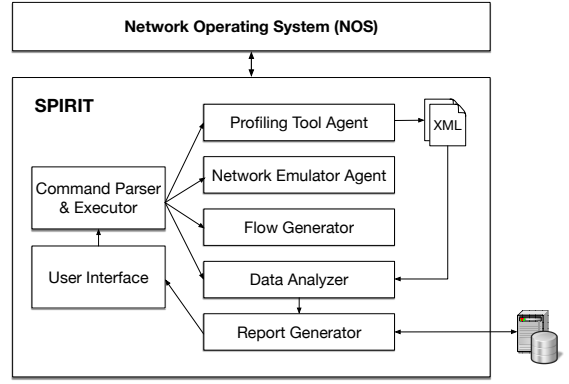 Network Operating System (NOS)
SPIRIT
Profiling Tool Agent
XML
Command Parser
& Executor
Network Emulator Agent
Flow Generator
User Interface
Data Analyzer
Report Generator